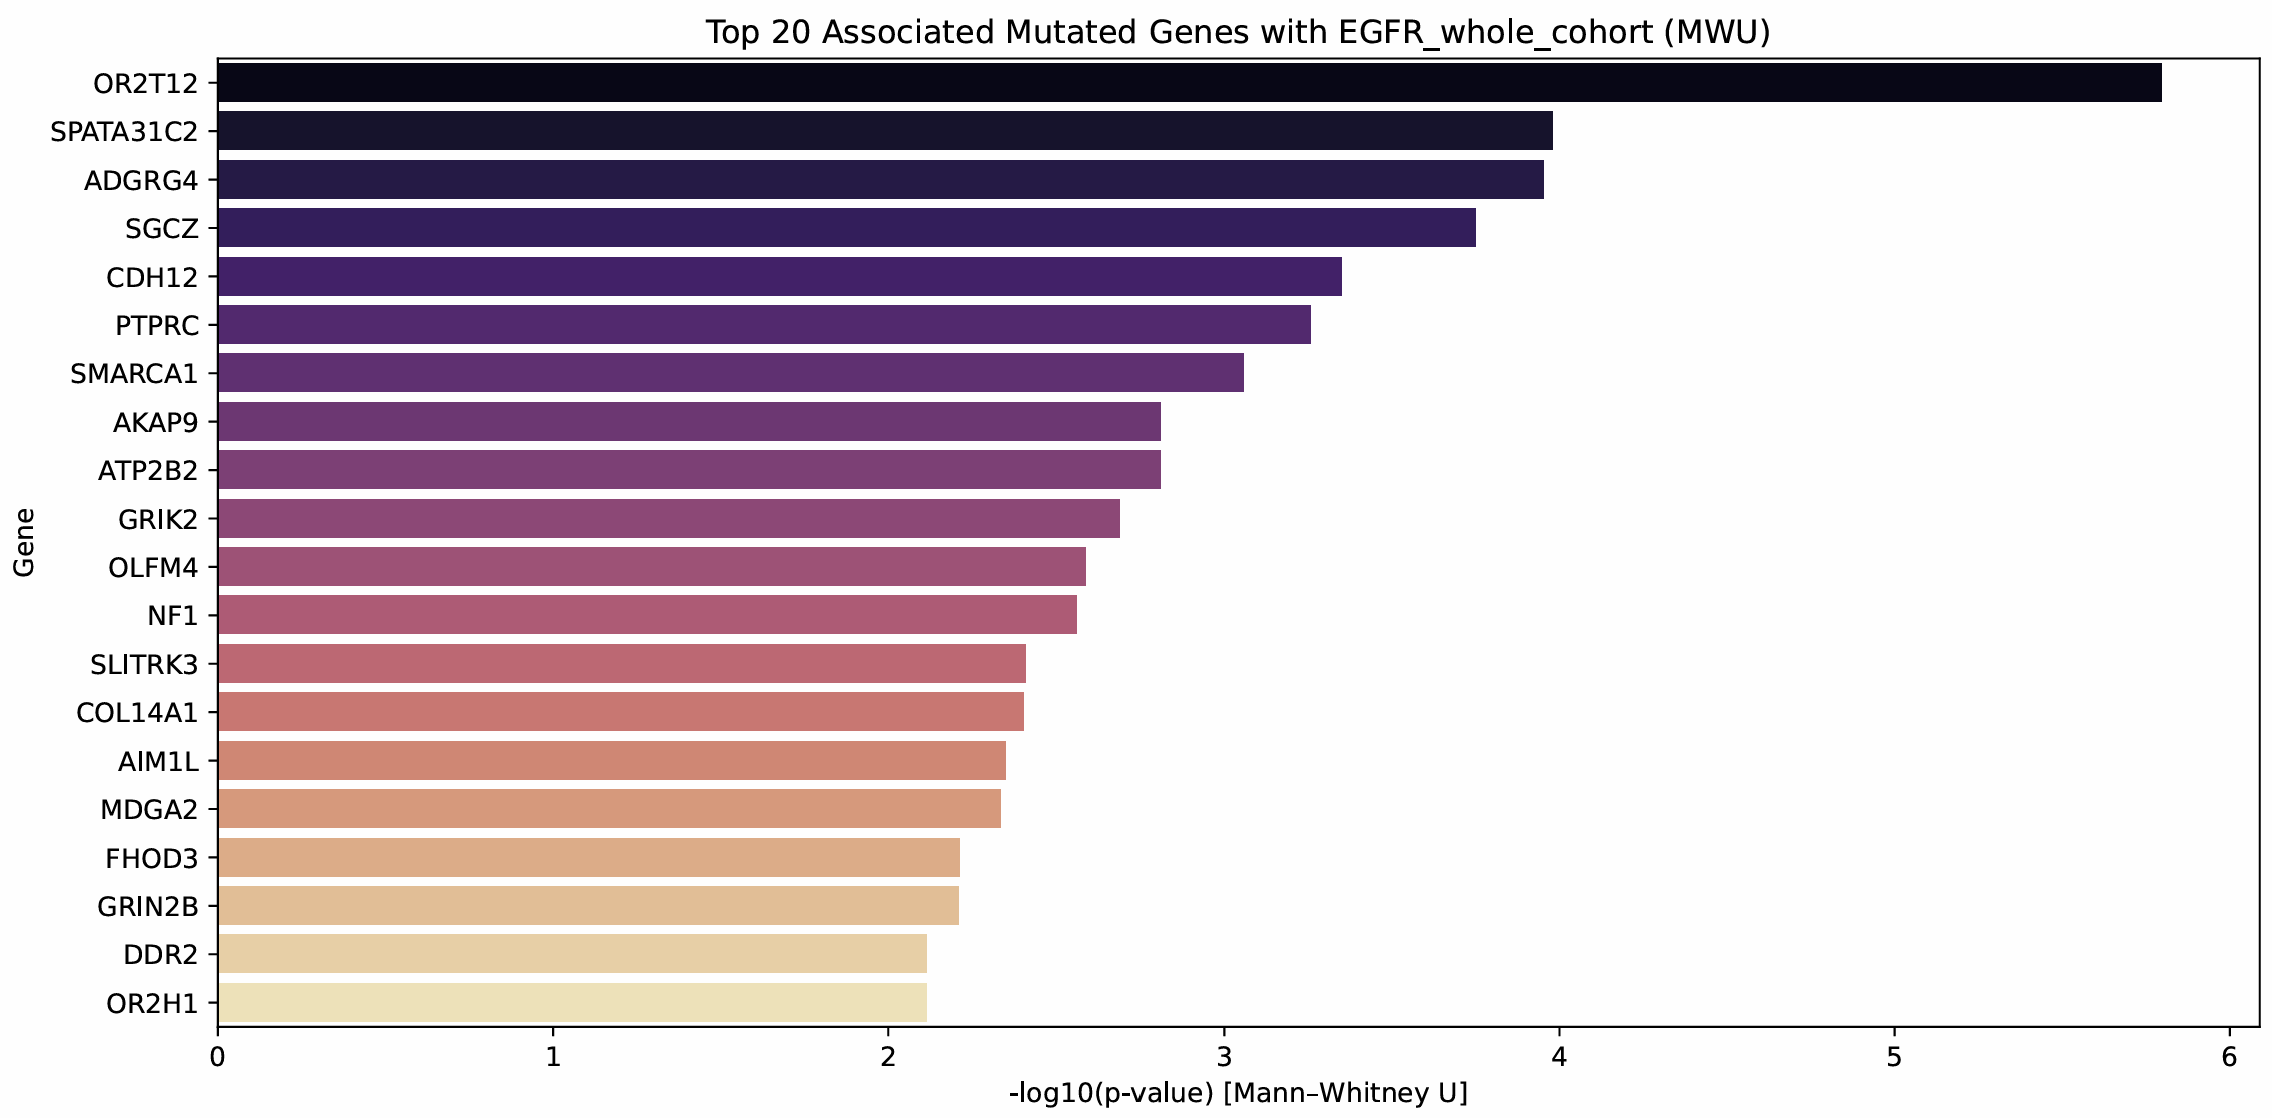 Top 20 Associated Mutated Genes with EGFR_whole_cohort (MWU)
Gene
OR2T12
SPATA31C2
ADGRG4
SGCZ
CDH12
PTPRC
SMARCA1
AKAP9
ATP2B2
GRIK2
OLFM4
NF1
SLITRK3
COL14A1
AIM1L
MDGA2
FHOD3
GRIN2B
DDR2
OR2H1
0 1 2 3 4 5 6
-log10(p-value) [Mann–Whitney U]